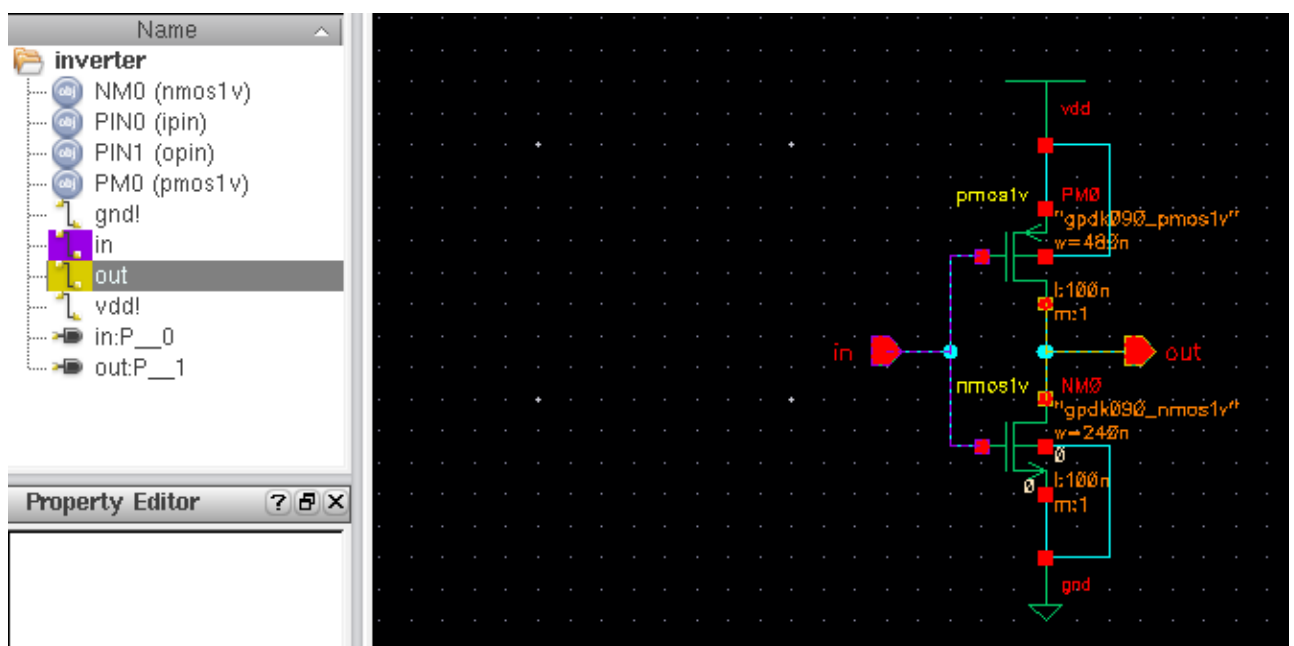 Name
inverter
NM0 (nmos1v)
PIN0 (ipin)
PIN1 (opin)
PM0 (pmos1v)
gnd!
in
out
vdd!
in:P__0
out:P__1
Property Editor
vdd
pmos1v PM0
"gpdk090_pmos1v"
w=480n
l:100n
m:1
in
out
nmos1v NM0
"gpdk090_nmos1v"
w=240n
0
l:100n
0
m:1
gnd